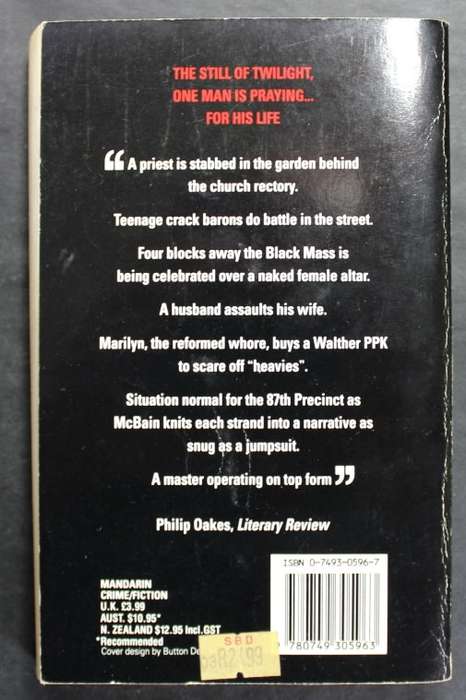 THE STILL OF TWILIGHT,
ONE MAN IS PRAYING...
FOR HIS LIFE
“ A priest is stabbed in the garden behind
the church rectory.
Teenage crack barons do battle in the street.
Four blocks away the Black Mass is
being celebrated over a naked female altar.
A husband assaults his wife.
Marilyn, the reformed whore, buys a Walther PPK
to scare off “heavies”.
Situation normal for the 87th Precinct as
McBain knits each strand into a narrative as
snug as a jumpsuit.
A master operating on top form ”
Philip Oakes, Literary Review
ISBN 0-7493-0596-7
MANDARIN
CRIME/FICTION
U.K. £3.99
AUST. $10.95*
N. ZEALAND $12.95 Incl.GST
*Recommended
Cover design by Button
SBD
780749 305963